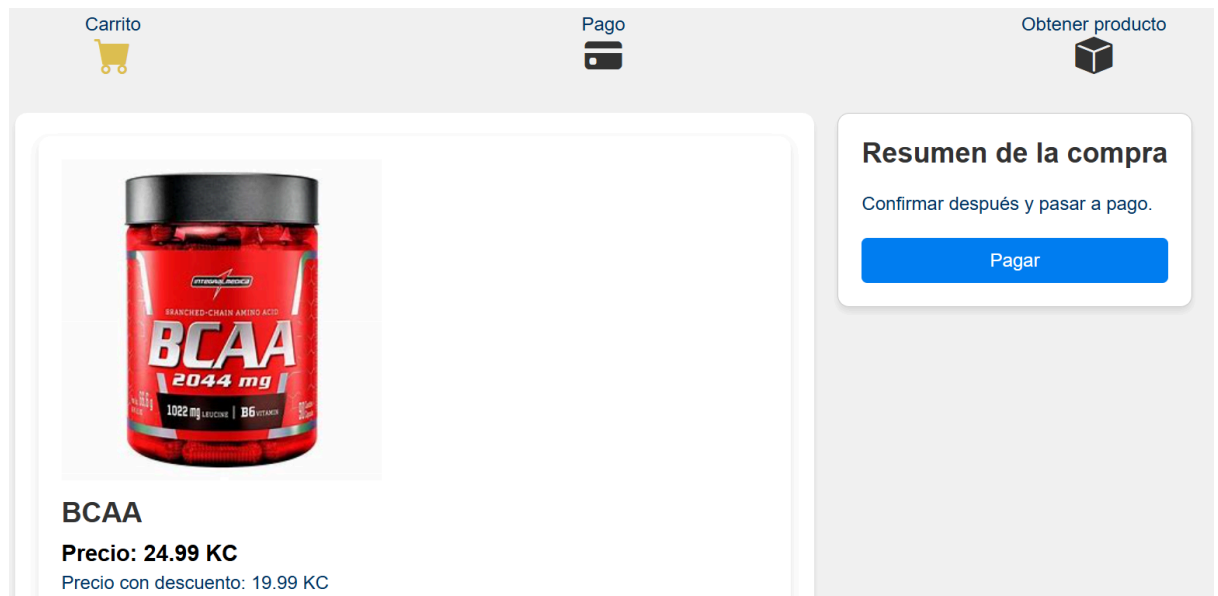 Carrito
Pago
Obtener producto
INTEGRALMEDICA
BRANCHED-CHAIN AMINO ACID
BCAA
2044 mg
1022 mg LEUCINE | B6 VITAMIN
BCAA
Precio: 24.99 KC
Precio con descuento: 19.99 KC
Resumen de la compra
Confirmar después y pasar a pago.
Pagar